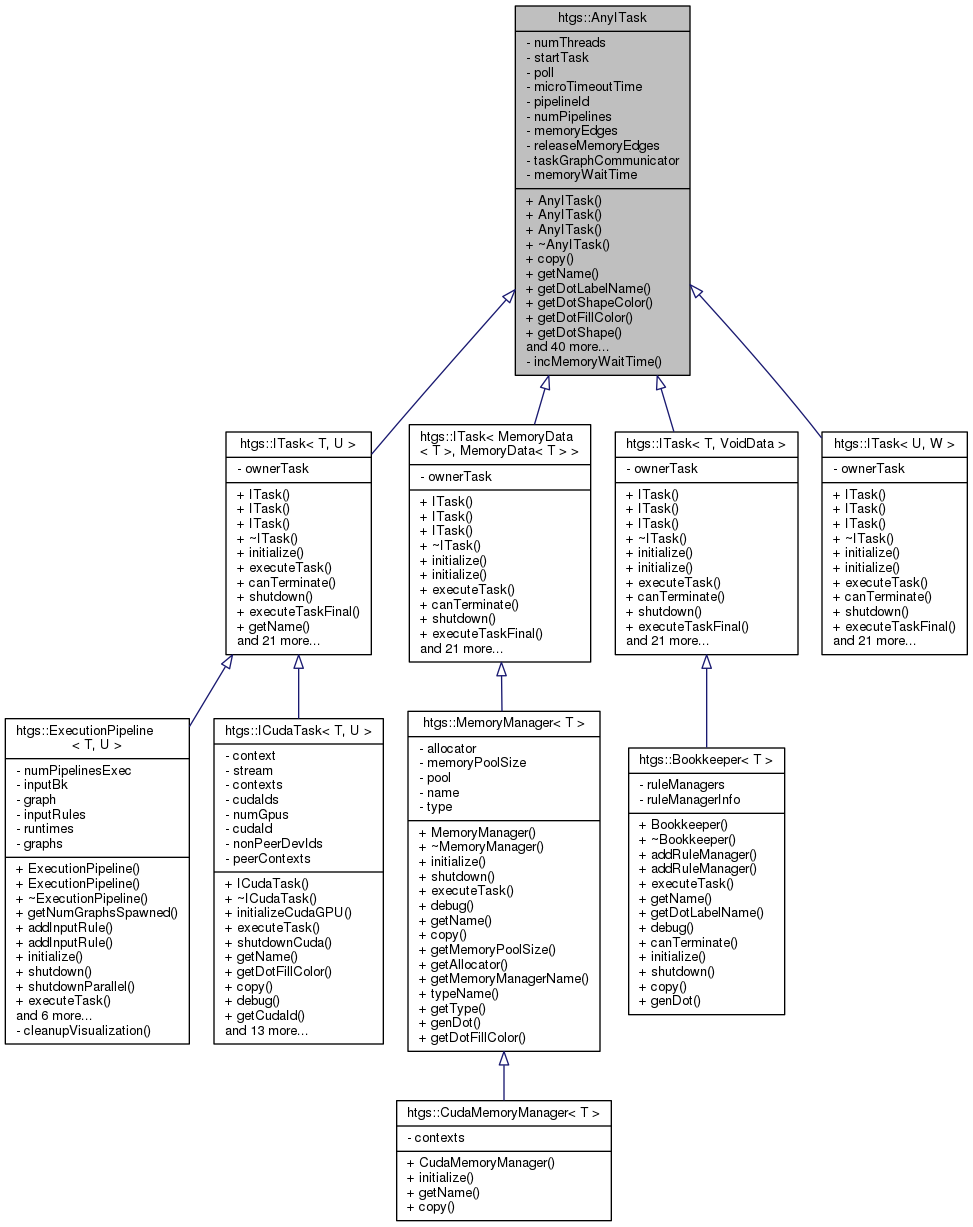 htgs::AnyITask
- numThreads
- startTask
- poll
- microTimeoutTime
- pipelineId
- numPipelines
- memoryEdges
- releaseMemoryEdges
- taskGraphCommunicator
- memoryWaitTime
+ AnyITask()
+ AnyITask()
+ AnyITask()
+ ~AnyITask()
+ copy()
+ getName()
+ getDotLabelName()
+ getDotShapeColor()
+ getDotFillColor()
+ getDotShape()
and 40 more...
- incMemoryWaitTime()
htgs::ITask< T, U >
- ownerTask
+ ITask()
+ ITask()
+ ITask()
+ ~ITask()
+ initialize()
+ executeTask()
+ canTerminate()
+ shutdown()
+ executeTaskFinal()
+ getName()
and 21 more...
htgs::ITask< MemoryData
< T >, MemoryData< T > >
- ownerTask
+ ITask()
+ ITask()
+ ITask()
+ ~ITask()
+ initialize()
+ initialize()
+ executeTask()
+ canTerminate()
+ shutdown()
+ executeTaskFinal()
and 21 more...
htgs::ITask< T, VoidData >
- ownerTask
+ ITask()
+ ITask()
+ ITask()
+ ~ITask()
+ initialize()
+ initialize()
+ executeTask()
+ canTerminate()
+ shutdown()
+ executeTaskFinal()
and 21 more...
htgs::ITask< U, W >
- ownerTask
+ ITask()
+ ITask()
+ ITask()
+ ~ITask()
+ initialize()
+ initialize()
+ executeTask()
+ canTerminate()
+ shutdown()
+ executeTaskFinal()
and 21 more...
htgs::ExecutionPipeline
< T, U >
- numPipelinesExec
- inputBk
- graph
- inputRules
- runtimes
- graphs
+ ExecutionPipeline()
+ ExecutionPipeline()
+ ~ExecutionPipeline()
+ getNumGraphsSpawned()
+ addInputRule()
+ addInputRule()
+ initialize()
+ shutdown()
+ shutdownParallel()
+ executeTask()
and 6 more...
- cleanupVisualization()
htgs::ICudaTask< T, U >
- context
- stream
- contexts
- cudaIds
- numGpus
- cudaId
- nonPeerDevIds
- peerContexts
+ ICudaTask()
+ ~ICudaTask()
+ initializeCudaGPU()
+ executeTask()
+ shutdownCuda()
+ getName()
+ getDotFillColor()
+ copy()
+ debug()
+ getCudaId()
and 13 more...
htgs::MemoryManager< T >
- allocator
- memoryPoolSize
- pool
- name
- type
+ MemoryManager()
+ ~MemoryManager()
+ initialize()
+ shutdown()
+ executeTask()
+ debug()
+ getName()
+ copy()
+ getMemoryPoolSize()
+ getAllocator()
+ getMemoryManagerName()
+ typeName()
+ getType()
+ genDot()
+ getDotFillColor()
htgs::Bookkeeper< T >
- ruleManagers
- ruleManagerInfo
+ Bookkeeper()
+ ~Bookkeeper()
+ addRuleManager()
+ addRuleManager()
+ executeTask()
+ getName()
+ getDotLabelName()
+ debug()
+ canTerminate()
+ initialize()
+ shutdown()
+ copy()
+ genDot()
htgs::CudaMemoryManager< T >
- contexts
+ CudaMemoryManager()
+ initialize()
+ getName()
+ copy()